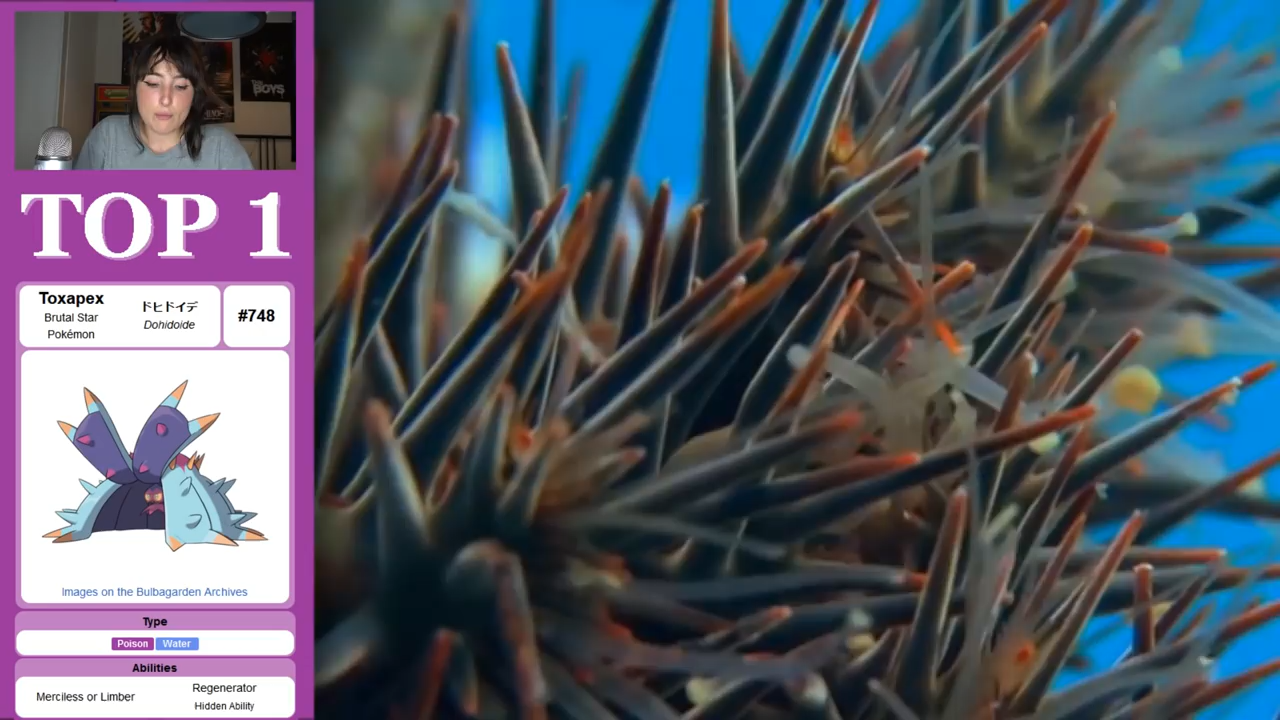 THE
BOYS
TOP 1
Toxapex
Brutal Star
Pokémon
ドヒドイデ
Dohidoide
#748
Images on the Bulbagarden Archives
Type
Poison
Water
Abilities
Merciless or Limber
Regenerator
Hidden Ability